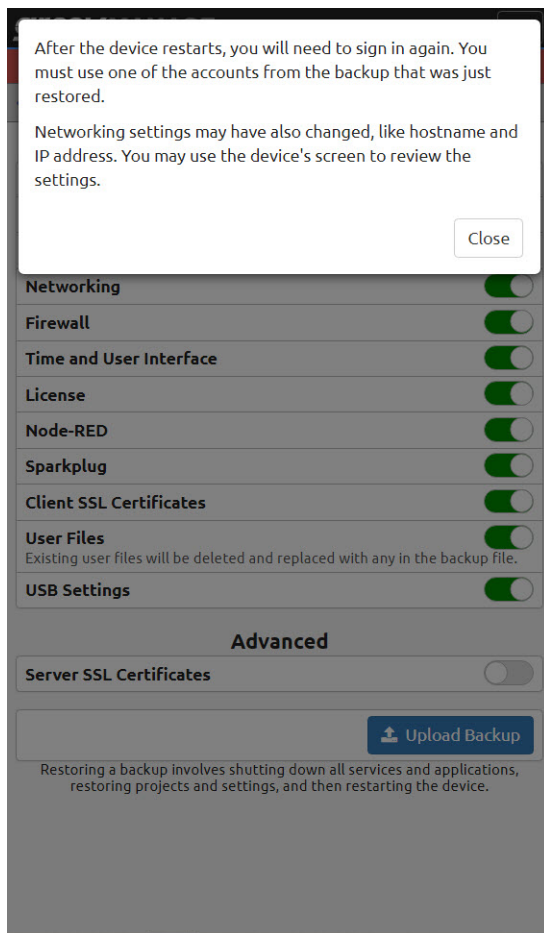 After the device restarts, you will need to sign in again. You
must use one of the accounts from the backup that was just
restored.
Networking settings may have also changed, like hostname and
IP address. You may use the device's screen to review the
settings.
Close
Networking
Firewall
Time and User Interface
License
Node-RED
Sparkplug
Client SSL Certificates
User Files
Existing user files will be deleted and replaced with any in the backup file.
USB Settings
Advanced
Server SSL Certificates
Upload Backup
Restoring a backup involves shutting down all services and applications,
restoring projects and settings, and then restarting the device.